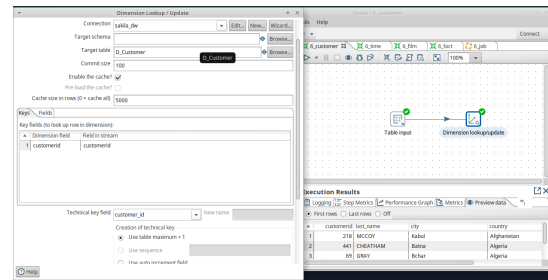 Dimension Lookup / Update
Connection sakila_dw Edit... New... Wizard...
Target schema Browse...
Target table D_Customer Browse...
D_Customer
Commit size 100
Enable the cache?
Pre-load the cache?
Cache size in rows (0 = cache all) 5000
Keys Fields
Key fields (to look up row in dimension):
Dimension field Field in stream
1 customerid customerid
Technical key field customer_id New name
Creation of technical key
Use table maximum + 1
Use sequence
Use auto increment field
Help
ds Help
Connect
6_customer 6_time 6_film 6_fact 6_job
100%
Table input Dimension lookup/update
Execution Results
Logging Step Metrics Performance Graph Metrics Preview data
First rows Last rows Off
customerid last_name city country
1 218 MCCOY Kabul Afghanistan
2 441 CHEATHAM Batna Algeria
3 69 GRAY Bchar Algeria